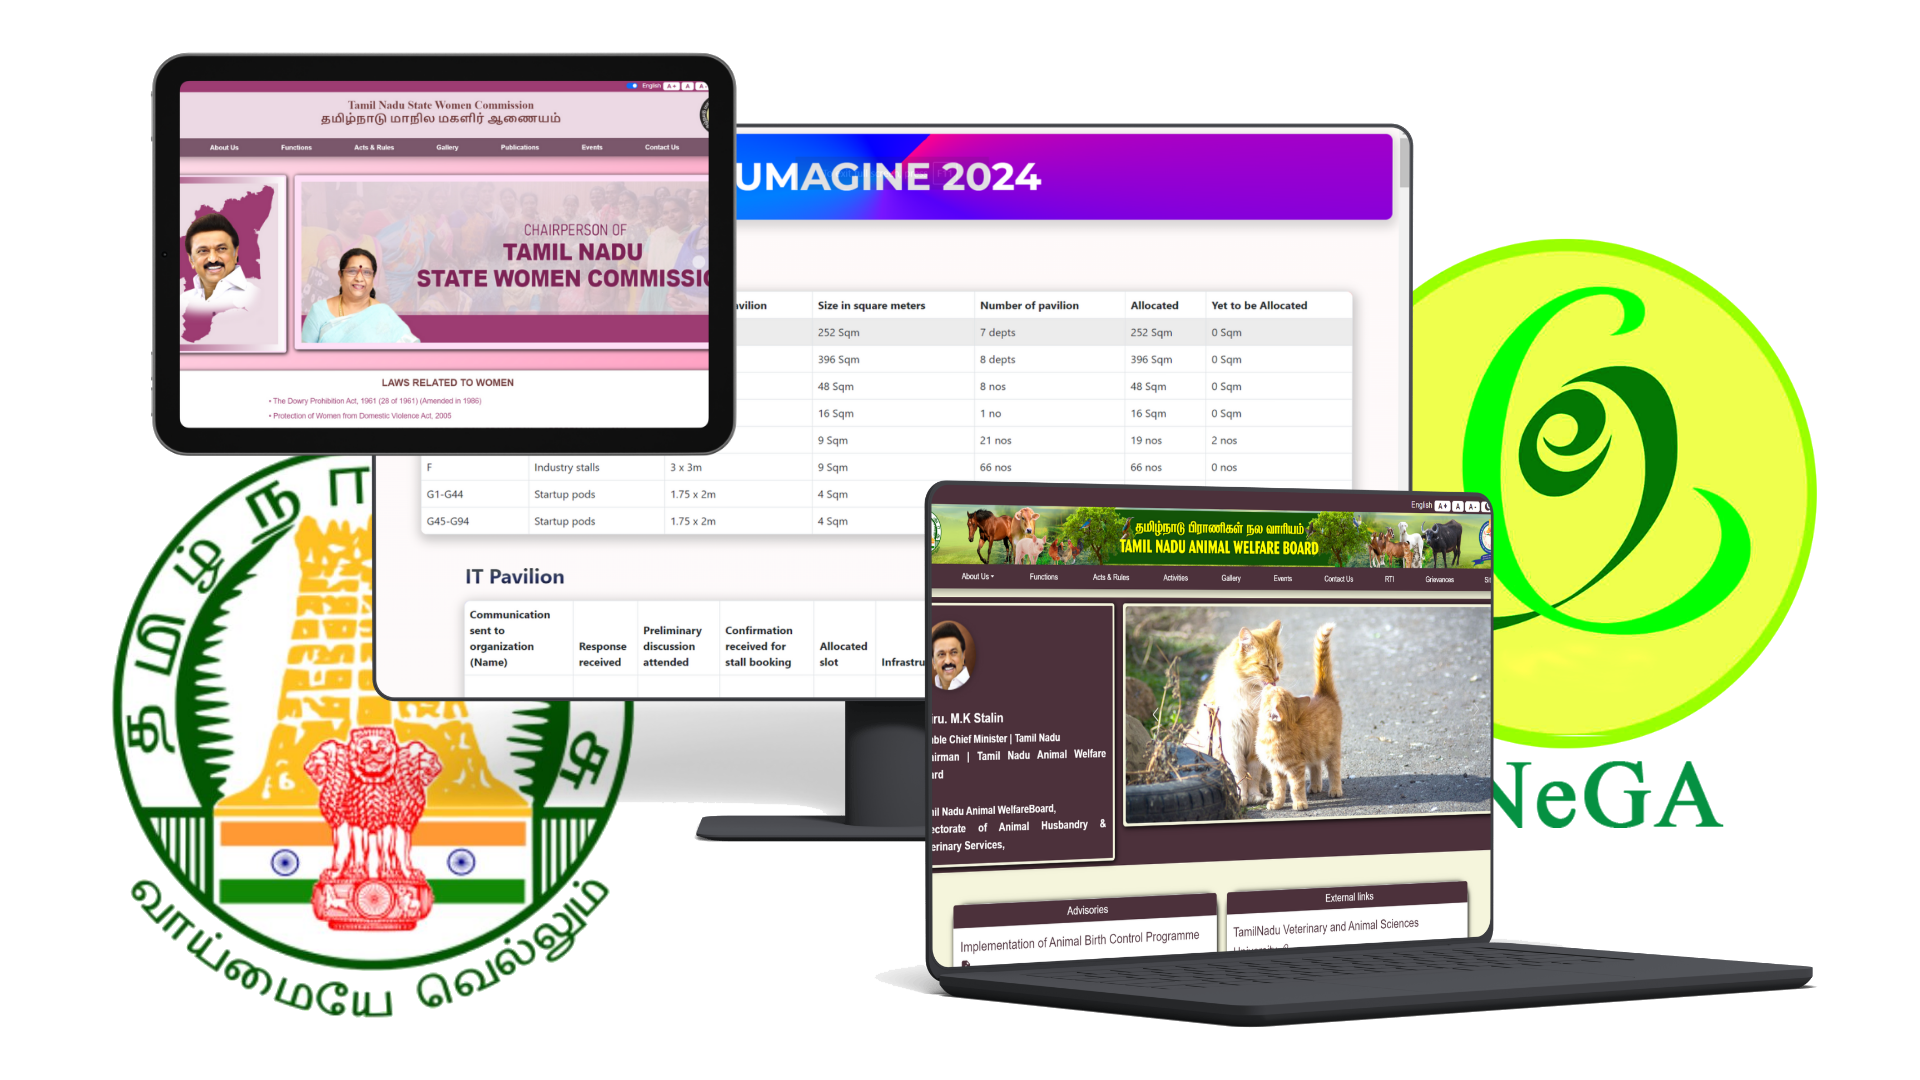 English A+ A A
Tamil Nadu State Women Commission
தமிழ்நாடு மாநில மகளிர் ஆணையம்
About Us Functions Acts & Rules Gallery Publications Events Contact Us
CHAIRPERSON OF
TAMIL NADU
STATE WOMEN COMMISSIO
LAWS RELATED TO WOMEN
• The Dowry Prohibition Act, 1961 (28 of 1961) (Amended in 1986)
• Protection of Women from Domestic Violence Act, 2005
UMAGINE 2024
vilion Size in square meters Number of pavilion Allocated Yet to be Allocated
252 Sqm 7 depts 252 Sqm 0 Sqm
396 Sqm 8 depts 396 Sqm 0 Sqm
48 Sqm 8 nos 48 Sqm 0 Sqm
16 Sqm 1 no 16 Sqm 0 Sqm
9 Sqm 21 nos 19 nos 2 nos
F Industry stalls 3 x 3m 9 Sqm 66 nos 66 nos 0 nos
G1-G44 Startup pods 1.75 x 2m 4 Sqm
G45-G94 Startup pods 1.75 x 2m 4 Sqm
IT Pavilion
Communication sent to organization (Name) Response received Preliminary discussion attended Confirmation received for stall booking Allocated slot Infrastru
English A+ A A-
தமிழ்நாடு பிராணிகள் நல வாரியம்
TAMIL NADU ANIMAL WELFARE BOARD
About Us Functions Acts & Rules Activities Gallery Events Contact Us RTI Grievances Sit
iru. M.K Stalin
ble Chief Minister | Tamil Nadu
airman | Tamil Nadu Animal Welfare
ard
il Nadu Animal WelfareBoard,
ectorate of Animal Husbandry &
erinary Services,
Advisories
Implementation of Animal Birth Control Programme
External links
TamilNadu Veterinary and Animal Sciences
தமிழ் நா
வாய்மையே வெல்லும்
NeGA